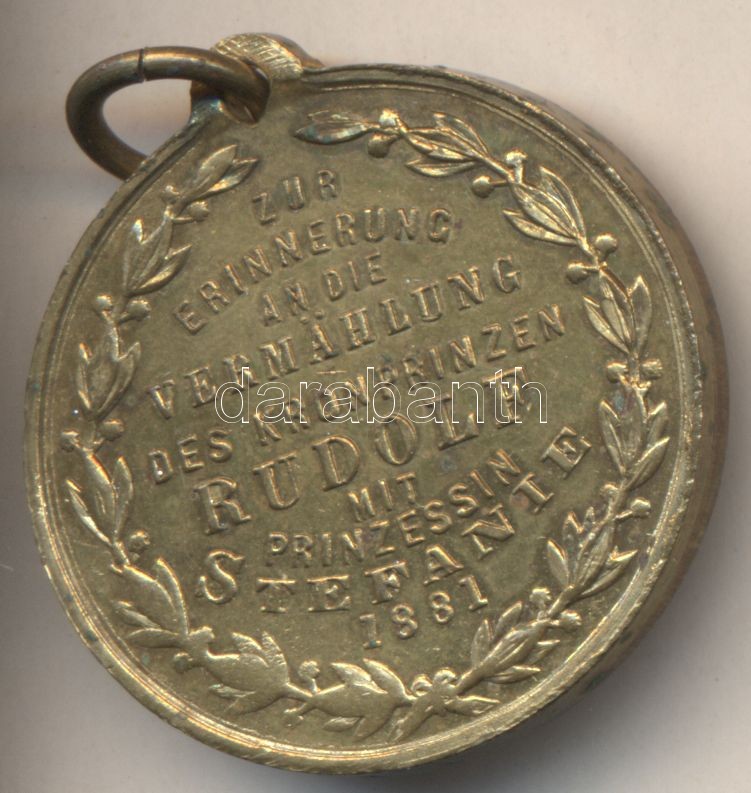 ZUR
ERINNERUNG
AN DIE
VERMÄHLUNG
DES KRONPRINZEN
RUDOLF
MIT
PRINZESSIN
STEFANIE
1881
darabanth